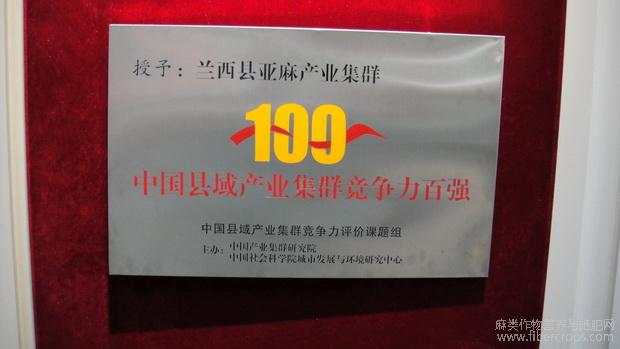 授予：兰西县亚麻产业集群
100
中国县域产业集群竞争力百强
中国县域产业集群竞争力评价课题组
主办：中国产业集群研究院
中国社会科学院城市发展与环境研究中心
麻类作物营养与施肥网
www.fibercrops.com